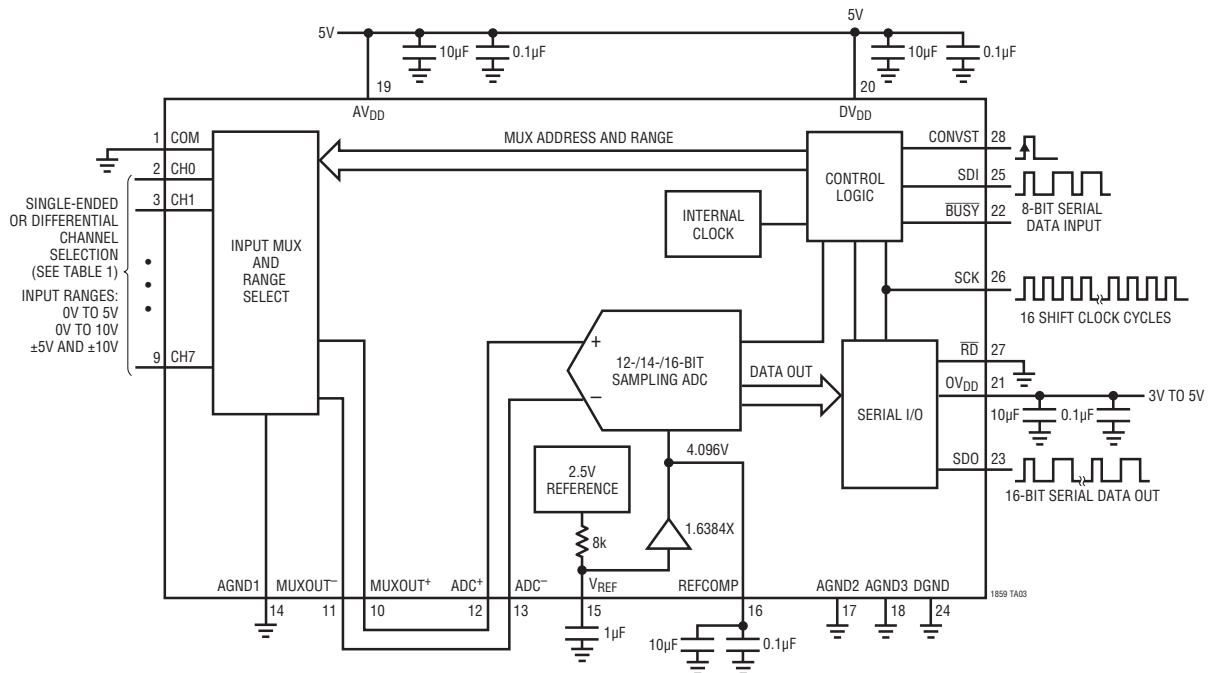 5V
10µF
0.1µF
5V
10µF
0.1µF
19
20
AVDD
DVDD
1
COM
2
CH0
3
CH1
9
CH7
SINGLE-ENDED
OR DIFFERENTIAL
CHANNEL
SELECTION
(SEE TABLE 1)
INPUT RANGES:
0V TO 5V
0V TO 10V
±5V AND ±10V
INPUT MUX
AND
RANGE
SELECT
MUX ADDRESS AND RANGE
INTERNAL
CLOCK
CONTROL
LOGIC
CONVST
28
SDI
25
BUSY
22
8-BIT SERIAL
DATA INPUT
SCK
26
16 SHIFT CLOCK CYCLES
+
−
12-/14-/16-BIT
SAMPLING ADC
DATA OUT
SERIAL I/O
RD
27
OVDD
21
3V TO 5V
10µF
0.1µF
SDO
23
16-BIT SERIAL DATA OUT
4.096V
2.5V
REFERENCE
8k
1.6384X
AGND1
MUXOUT−
MUXOUT+
ADC+
ADC−
VREF
REFCOMP
AGND2
AGND3
DGND
1859 TA03
14
11
10
12
13
15
16
17
18
24
1µF
10µF
0.1µF